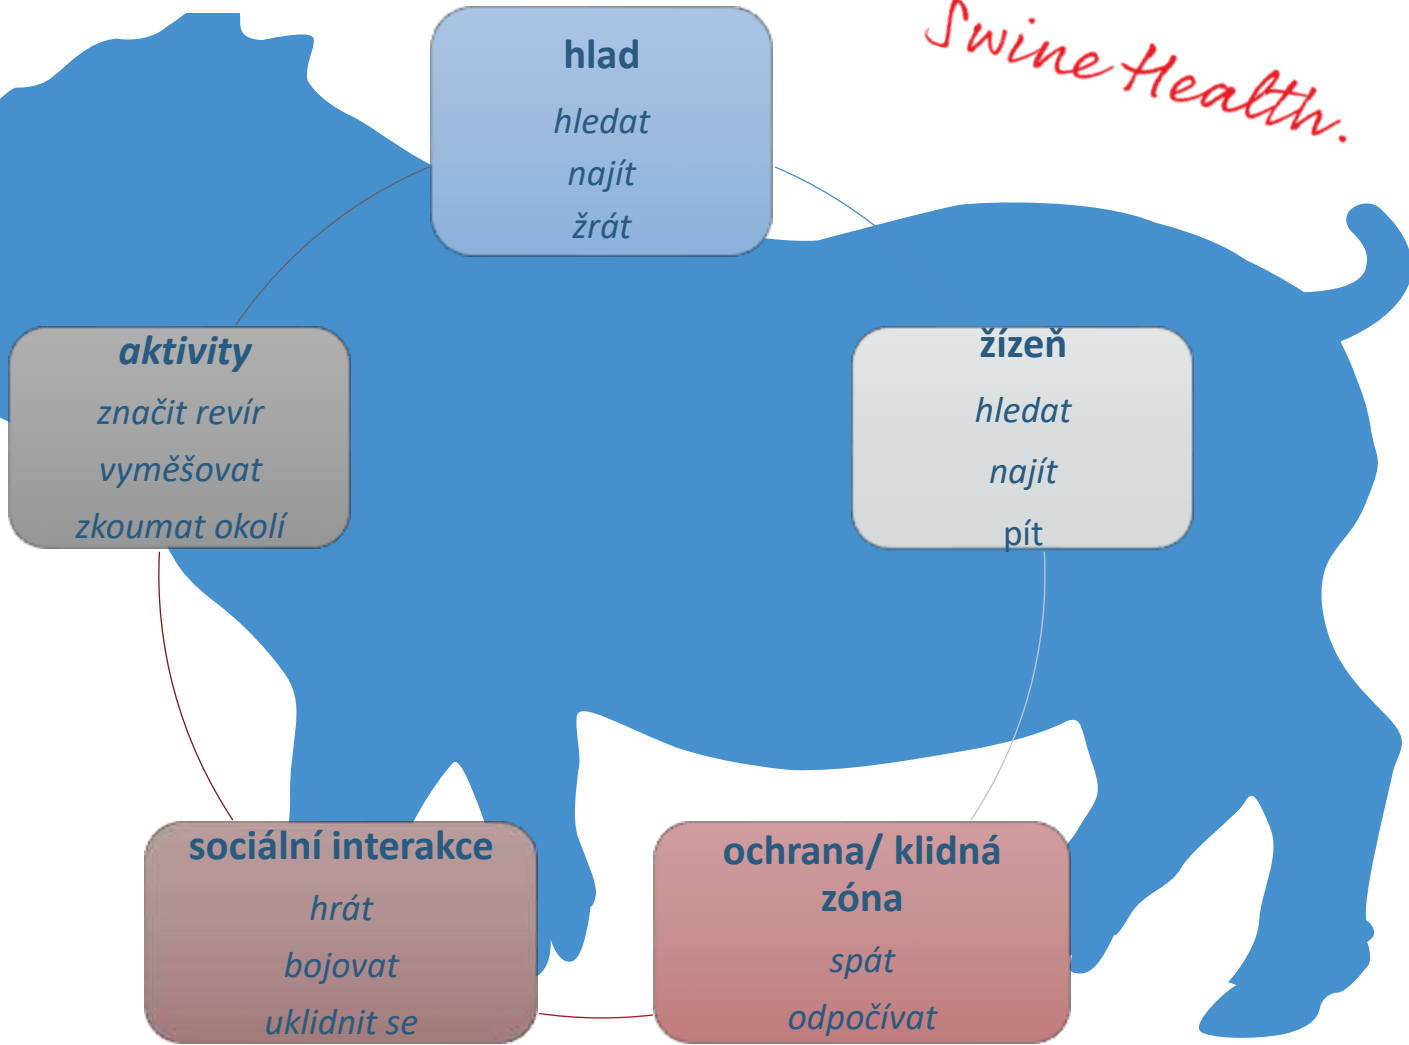 Swine Health.
hlad
hledat
najít
žrát
aktivity
značit revír
vyměšovat
zkoumat okolí
žízeň
hledat
najít
pít
sociální interakce
hrát
bojovat
uklidnit se
ochrana/ klidná
zóna
spát
odpočívat